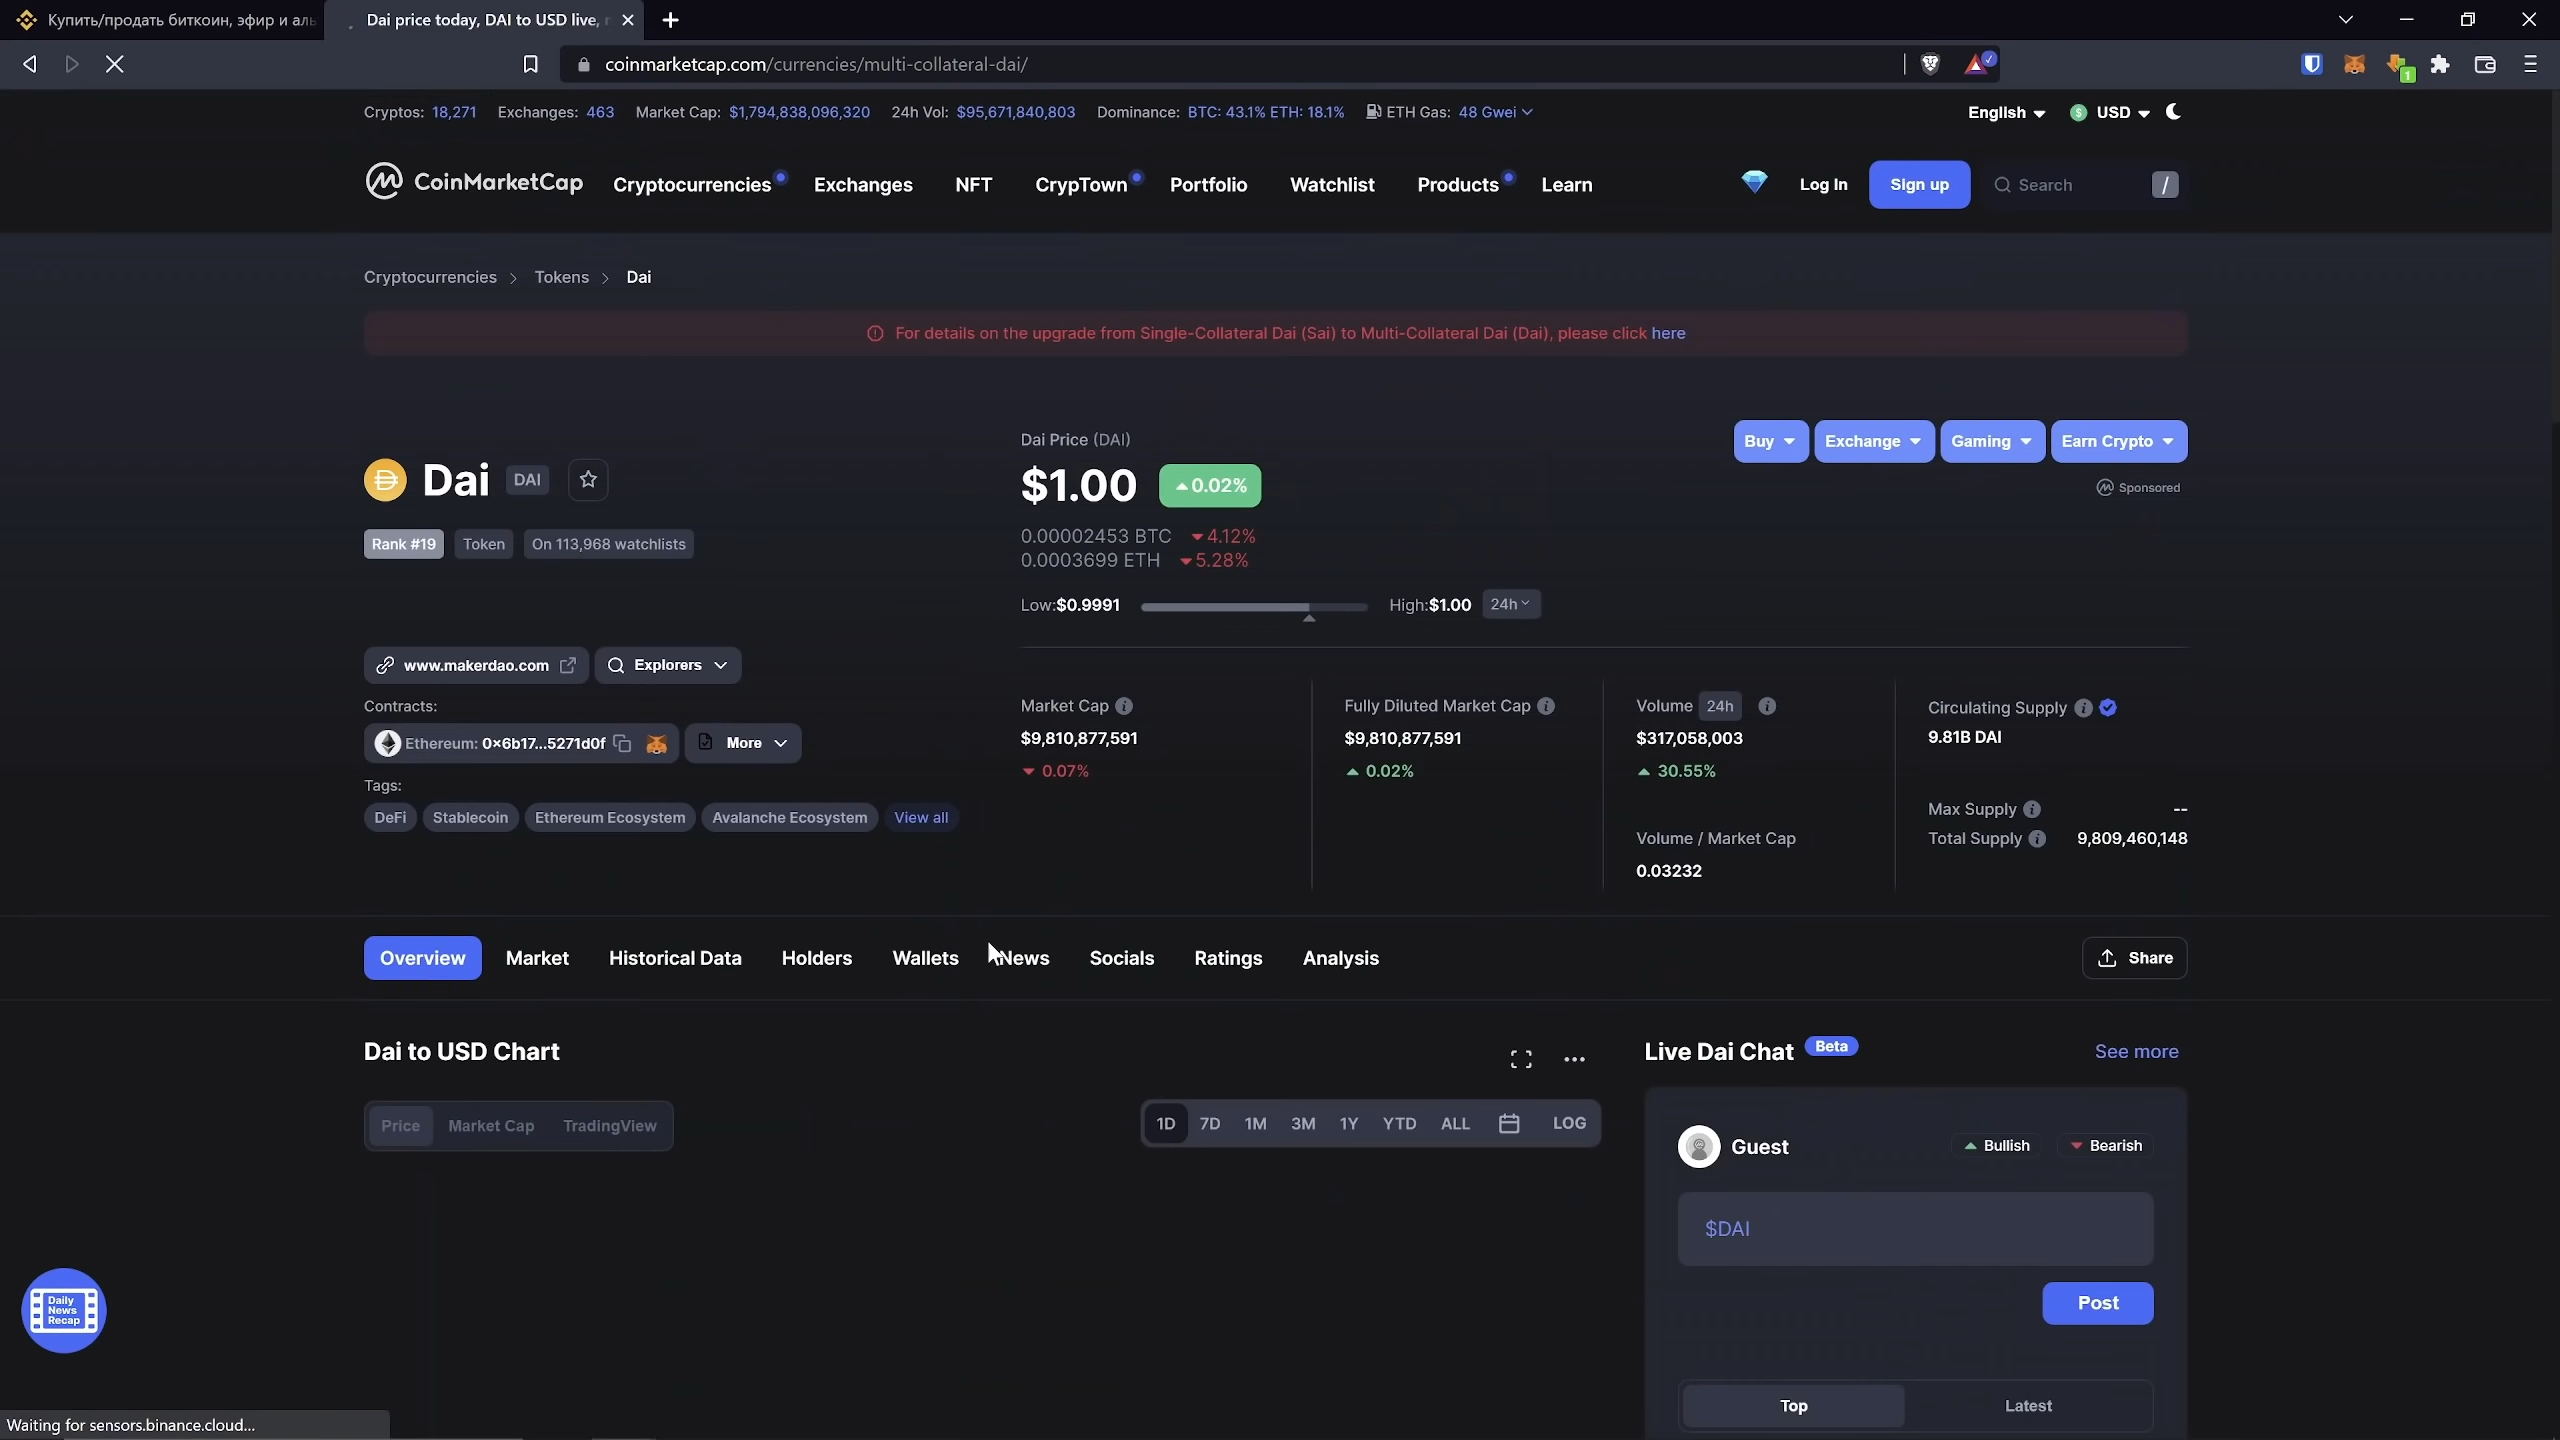 Купить/продать биткоин, эфир и аль
Dai price today, DAI to USD live,
coinmarketcap.com/currencies/multi-collateral-dai/
1
Cryptos: 18,271 Exchanges: 463 Market Cap: $1,794,838,096,320 24h Vol: $95,671,840,803 Dominance: BTC: 43.1% ETH: 18.1% ETH Gas: 48 Gwei
English USD
CoinMarketCap Cryptocurrencies Exchanges NFT CrypTown Portfolio Watchlist Products Learn Log In Sign up Search /
Cryptocurrencies > Tokens > Dai
For details on the upgrade from Single-Collateral Dai (Sai) to Multi-Collateral Dai (Dai), please click here
Dai DAI
Rank #19 Token On 113,968 watchlists
www.makerdao.com Explorers
Contracts:
Ethereum: 0x6b17...5271d0f More
Tags:
DeFi Stablecoin Ethereum Ecosystem Avalanche Ecosystem View all
Dai Price (DAI)
$1.00 0.02%
0.00002453 BTC 4.12%
0.0003699 ETH 5.28%
Low:$0.9991 High:$1.00 24h
Buy Exchange Gaming Earn Crypto
Sponsored
Market Cap
$9,810,877,591
0.07%
Fully Diluted Market Cap
$9,810,877,591
0.02%
Volume 24h
$317,058,003
30.55%
Volume / Market Cap
0.03232
Circulating Supply
9.81B DAI
Max Supply --
Total Supply 9,809,460,148
Overview Market Historical Data Holders Wallets News Socials Ratings Analysis Share
Dai to USD Chart
Price Market Cap TradingView
1D 7D 1M 3M 1Y YTD ALL LOG
Live Dai Chat Beta See more
Guest Bullish Bearish
$DAI
Post
Top Latest
Daily
News
Recap
Waiting for sensors.binance.cloud...